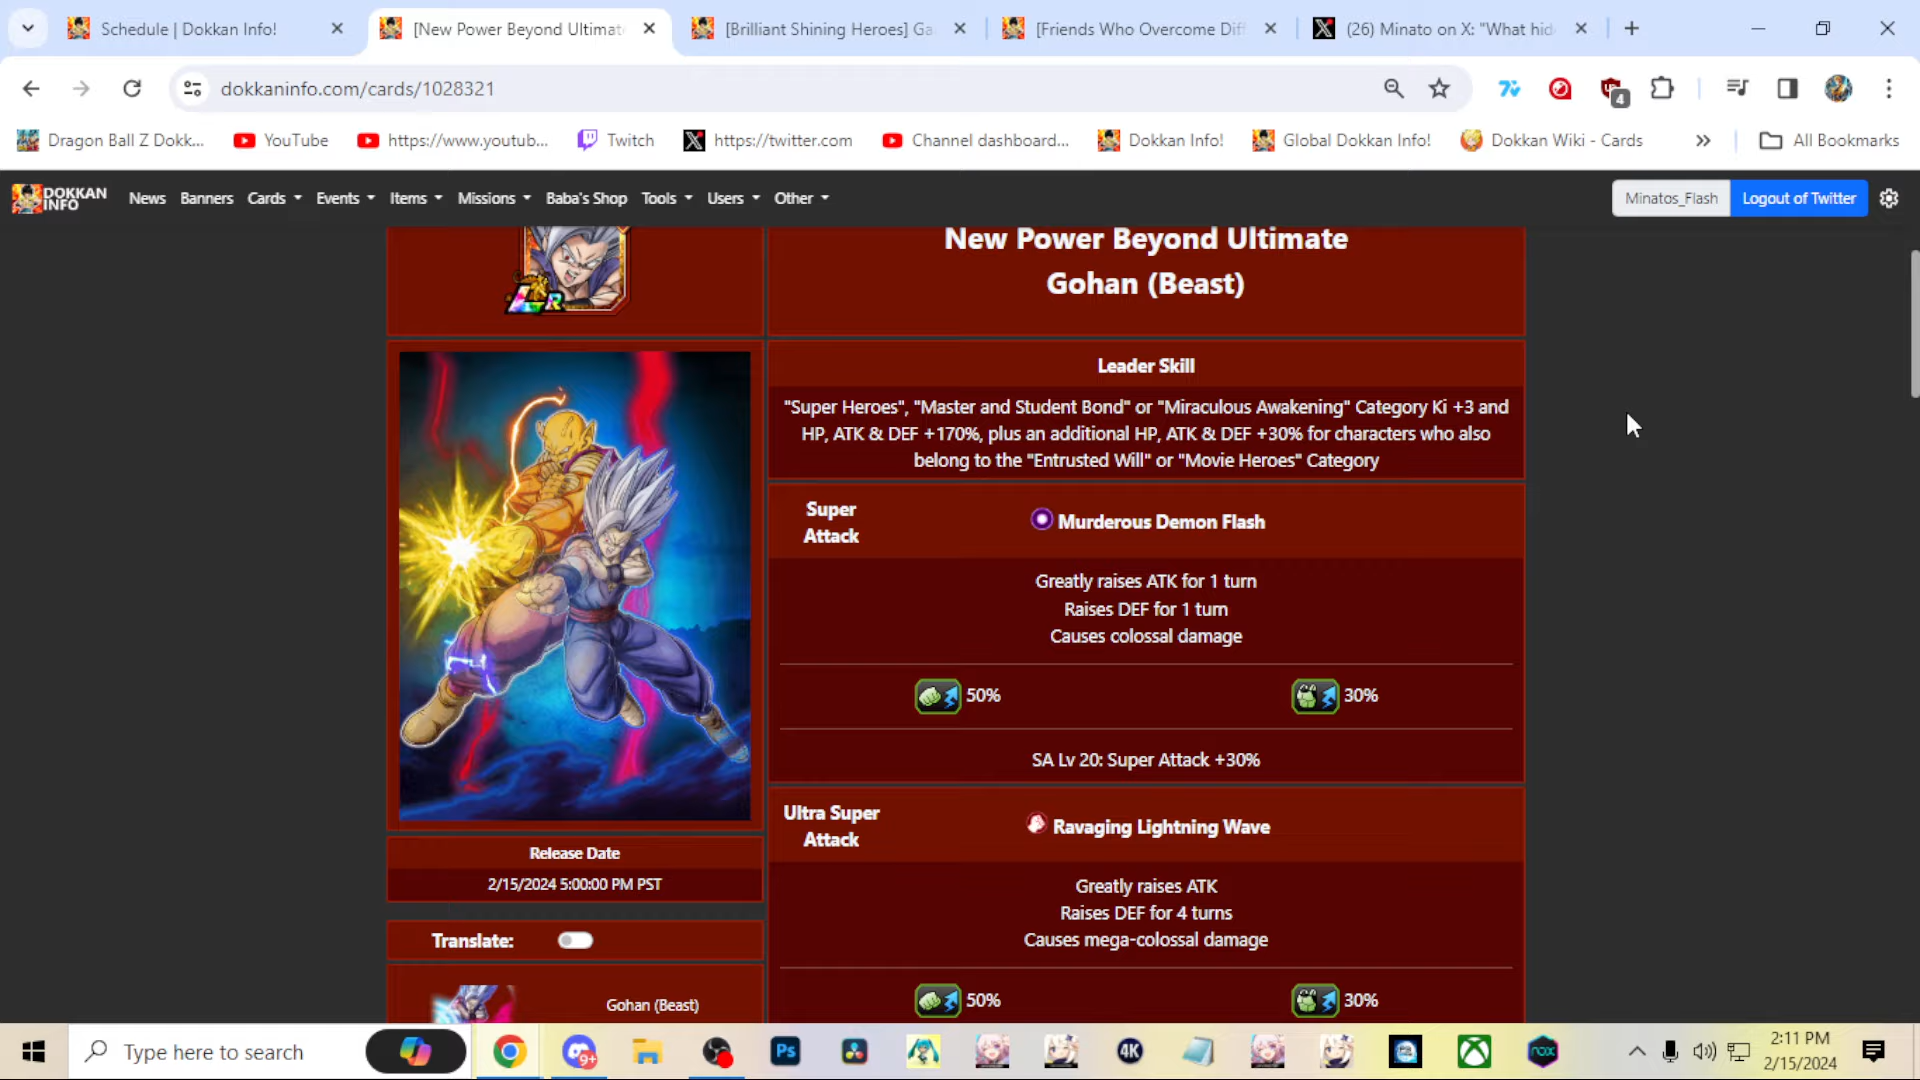 Schedule | Dokkan Info!
[New Power Beyond Ultimat
[Brilliant Shining Heroes] Ga
[Friends Who Overcome Dif
(26) Minato on X: "What hid
dokkaninfo.com/cards/1028321
4
Dragon Ball Z Dokk...
YouTube
https://www.youtub...
Twitch
https://twitter.com
Channel dashboard...
Dokkan Info!
Global Dokkan Info!
Dokkan Wiki - Cards
All Bookmarks
DOKKAN
INFO
News
Banners
Cards
Events
Items
Missions
Baba's Shop
Tools
Users
Other
Minatos_Flash
Logout of Twitter
New Power Beyond Ultimate
Gohan (Beast)
LR
Leader Skill
"Super Heroes", "Master and Student Bond" or "Miraculous Awakening" Category Ki +3 and
HP, ATK & DEF +170%, plus an additional HP, ATK & DEF +30% for characters who also
belong to the "Entrusted Will" or "Movie Heroes" Category
Super
Attack
Murderous Demon Flash
Greatly raises ATK for 1 turn
Raises DEF for 1 turn
Causes colossal damage
50%
30%
SA Lv 20: Super Attack +30%
Ultra Super
Attack
Ravaging Lightning Wave
Greatly raises ATK
Raises DEF for 4 turns
Causes mega-colossal damage
50%
30%
Release Date
2/15/2024 5:00:00 PM PST
Translate:
Gohan (Beast)
Type here to search
9+
Ps
4K
nox
2:11 PM
2/15/2024